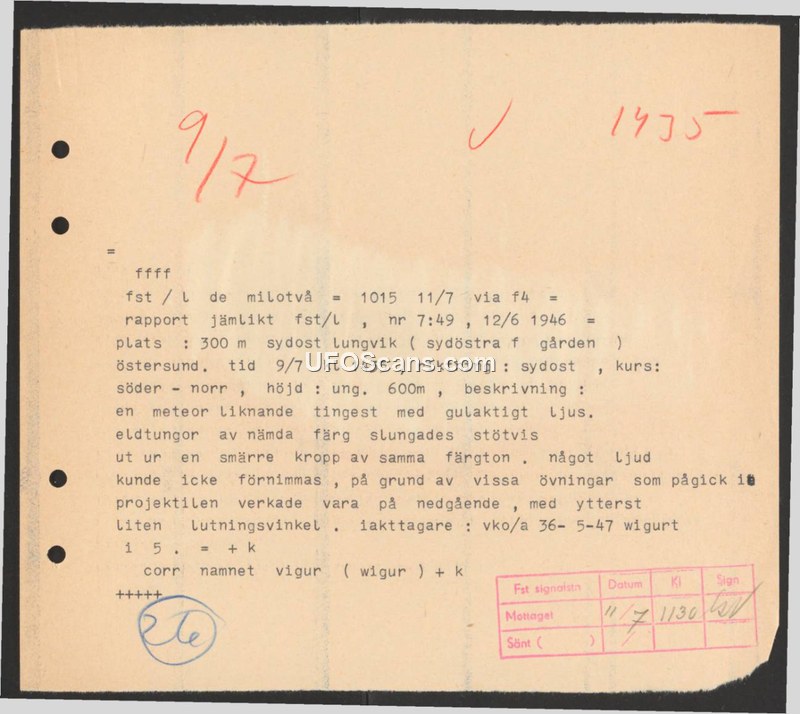 9/7 1435
=
ffff
fst / l de milotvå = 1015 11/7 via f4 =
rapport jämlikt fst/l , nr 7:49 , 12/6 1946 =
plats : 300 m sydost lungvik ( sydöstra f gården )
östersund. tid 9/7 : sydost , kurs:
UFOScans.com
söder - norr , höjd : ung. 600m , beskrivning :
en meteor liknande tingest med gulaktigt ljus.
eldtungor av nämda färg slungades stötvis
ut ur en smärre kropp av samma färgton . något ljud
kunde icke förnimmas , på grund av vissa övningar som pågick
projektilen verkade vara på nedgående , med ytterst
liten lutningsvinkel . iakttagare : vko/a 36- 5-47 wigurt
i 5 . = + k
corr namnet vigur ( wigur ) + k
+++++
Fst signalstn Datum Kl Sign
Mottaget 11/7 1130
Sänt ( )